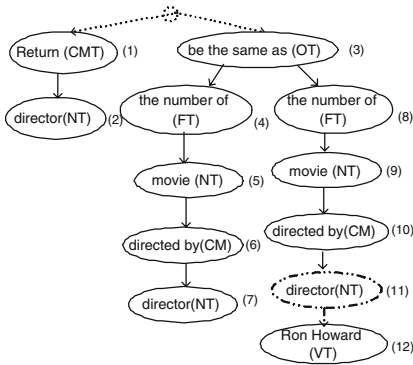 Return (CMT) (1)
be the same as (OT) (3)
director(NT) (2)
the number of
(FT) (4)
the number of
(FT) (8)
movie (NT) (5)
movie (NT) (9)
directed by(CM) (6)
directed by(CM) (10)
director(NT) (7)
director(NT) (11)
Ron Howard
(VT) (12)